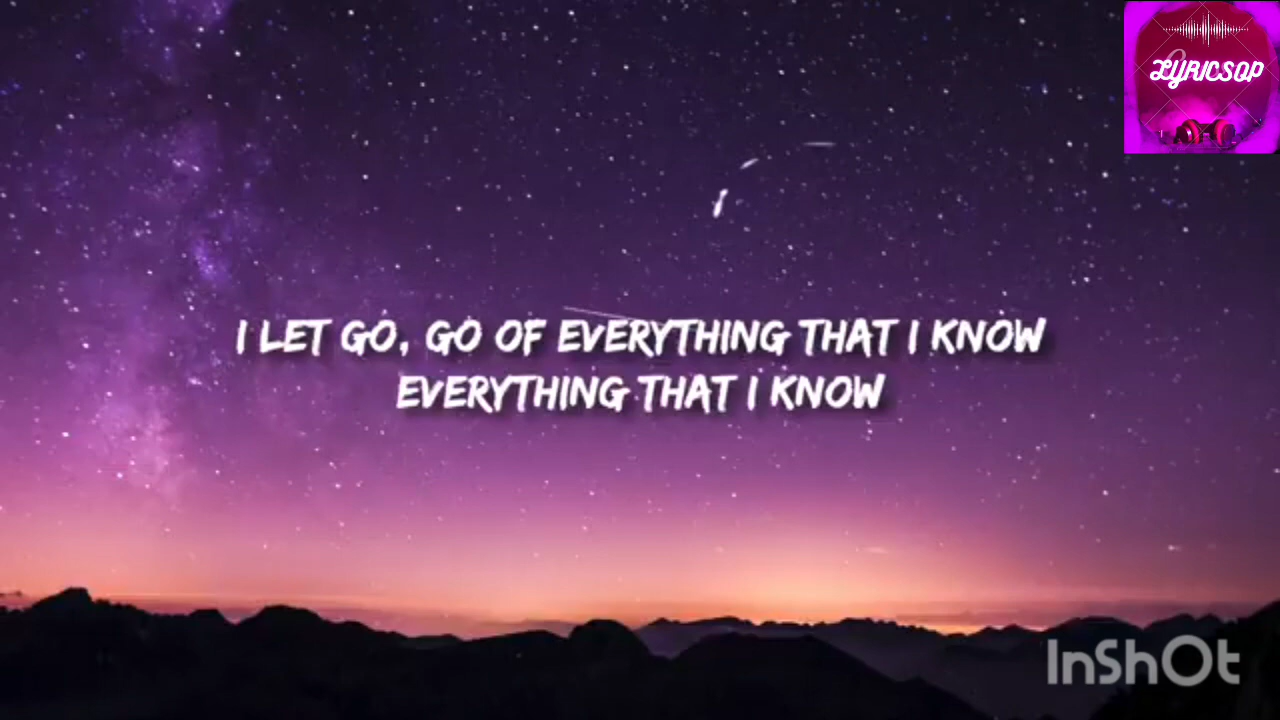 LYRICSOP
I LET GO, GO OF EVERYTHING THAT I KNOW
EVERYTHING THAT I KNOW
InShOt